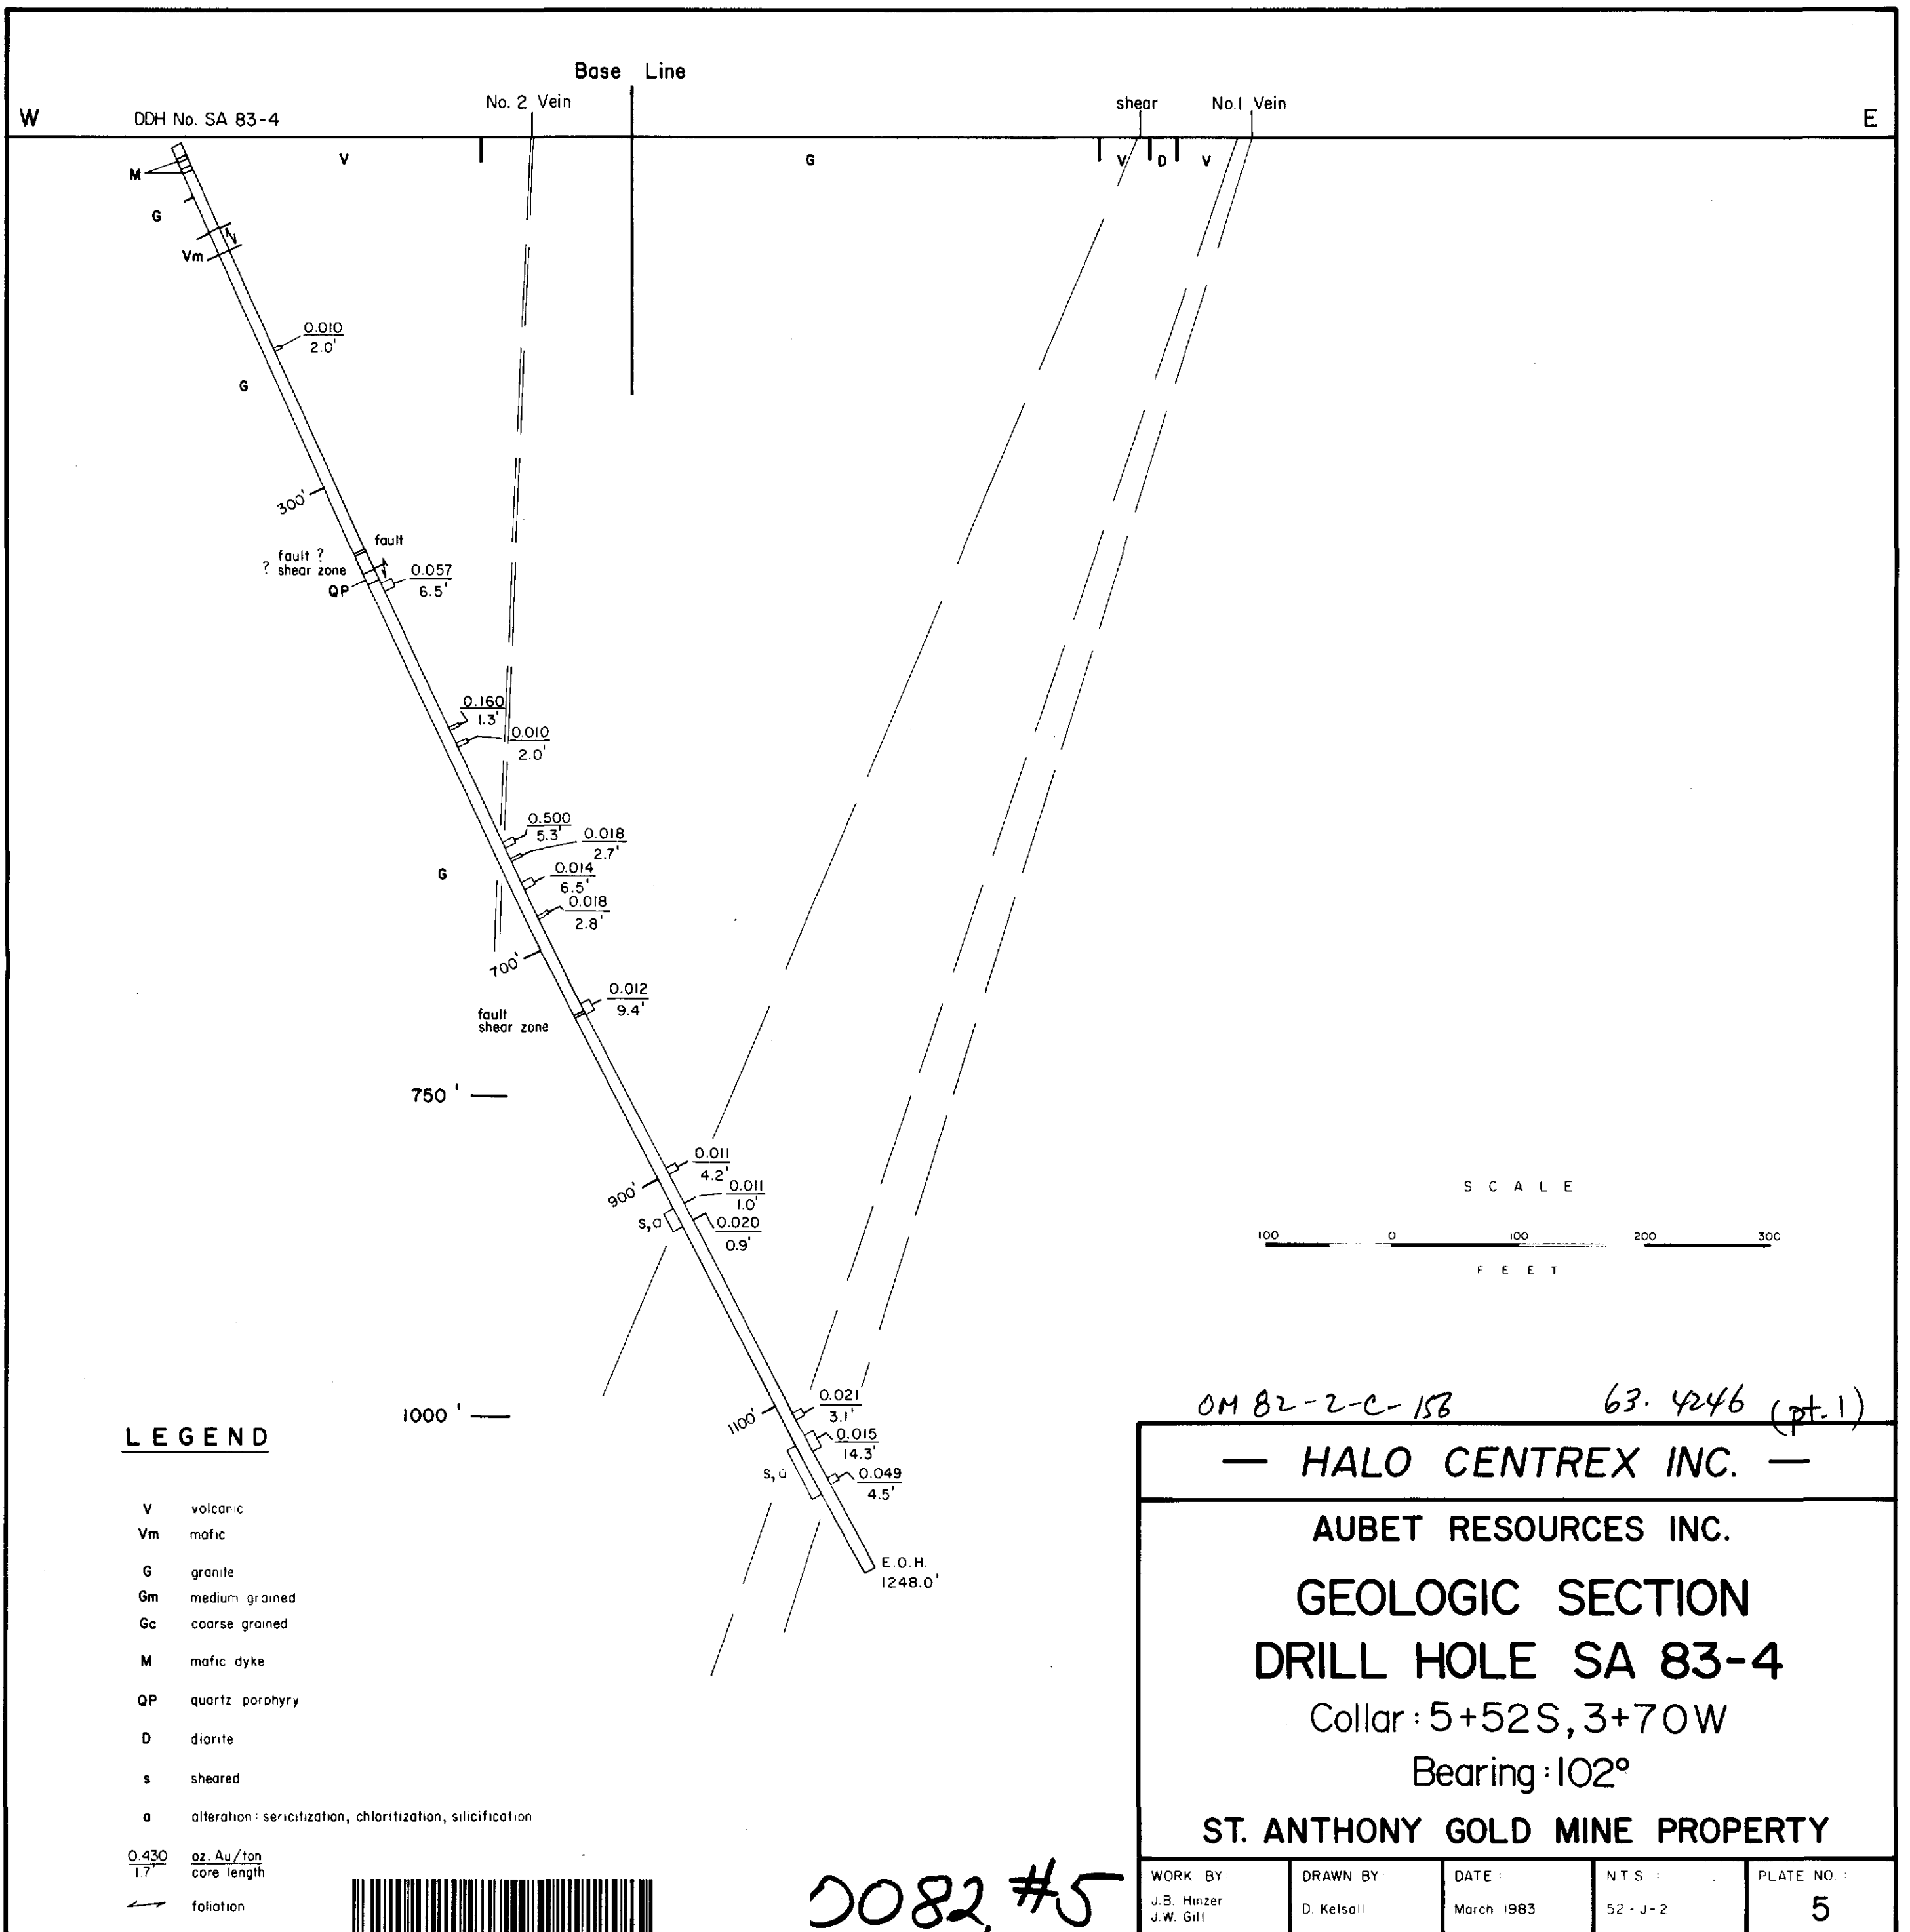 Base Line
W
DDH No. SA 83-4
No. 2 Vein
shear
No.1 Vein
E
V
G
V
D
V
M
G
Vm
0.010
2.0'
G
300'
fault
fault ?
? shear zone
QP
0.057
6.5'
0.160
1.3'
0.010
2.0'
0.500
5.3'
0.018
2.7'
0.014
6.5'
0.018
2.8'
G
700'
0.012
9.4'
fault
shear zone
750'
0.011
4.2'
900'
0.011
1.0'
s,a
0.020
0.9'
SCALE
100 0 100 200 300
FEET
1000'
1100'
0.021
3.1'
0.015
14.3'
s,a
0.049
4.5'
E.O.H.
1248.0'
LEGEND
V volcanic
Vm mafic
G granite
Gm medium grained
Gc coarse grained
M mafic dyke
QP quartz porphyry
D diorite
s sheared
a alteration: sericitization, chloritization, silicification
0.430 oz. Au/ton
1.7' core length
foliation
OM 82-2-C-156 63.4246 (pt.1)
— HALO CENTREX INC. —
AUBET RESOURCES INC.
GEOLOGIC SECTION
DRILL HOLE SA 83-4
Collar: 5+52S, 3+70W
Bearing: 102°
ST. ANTHONY GOLD MINE PROPERTY
WORK BY:
J.B. Hinzer
J.W. Gill
DRAWN BY:
D. Kelsall
DATE:
March 1983
N.T.S.:
52-J-2
PLATE NO.:
5
0082, #5